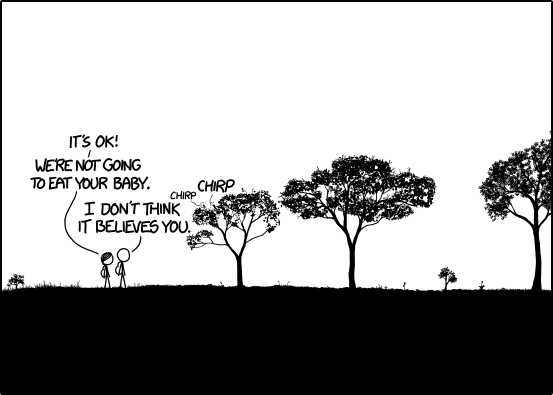 IT'S OK!
WE'RE NOT GOING
TO EAT YOUR BABY.
I DON'T THINK
IT BELIEVES YOU.
CHIRP
CHIRP